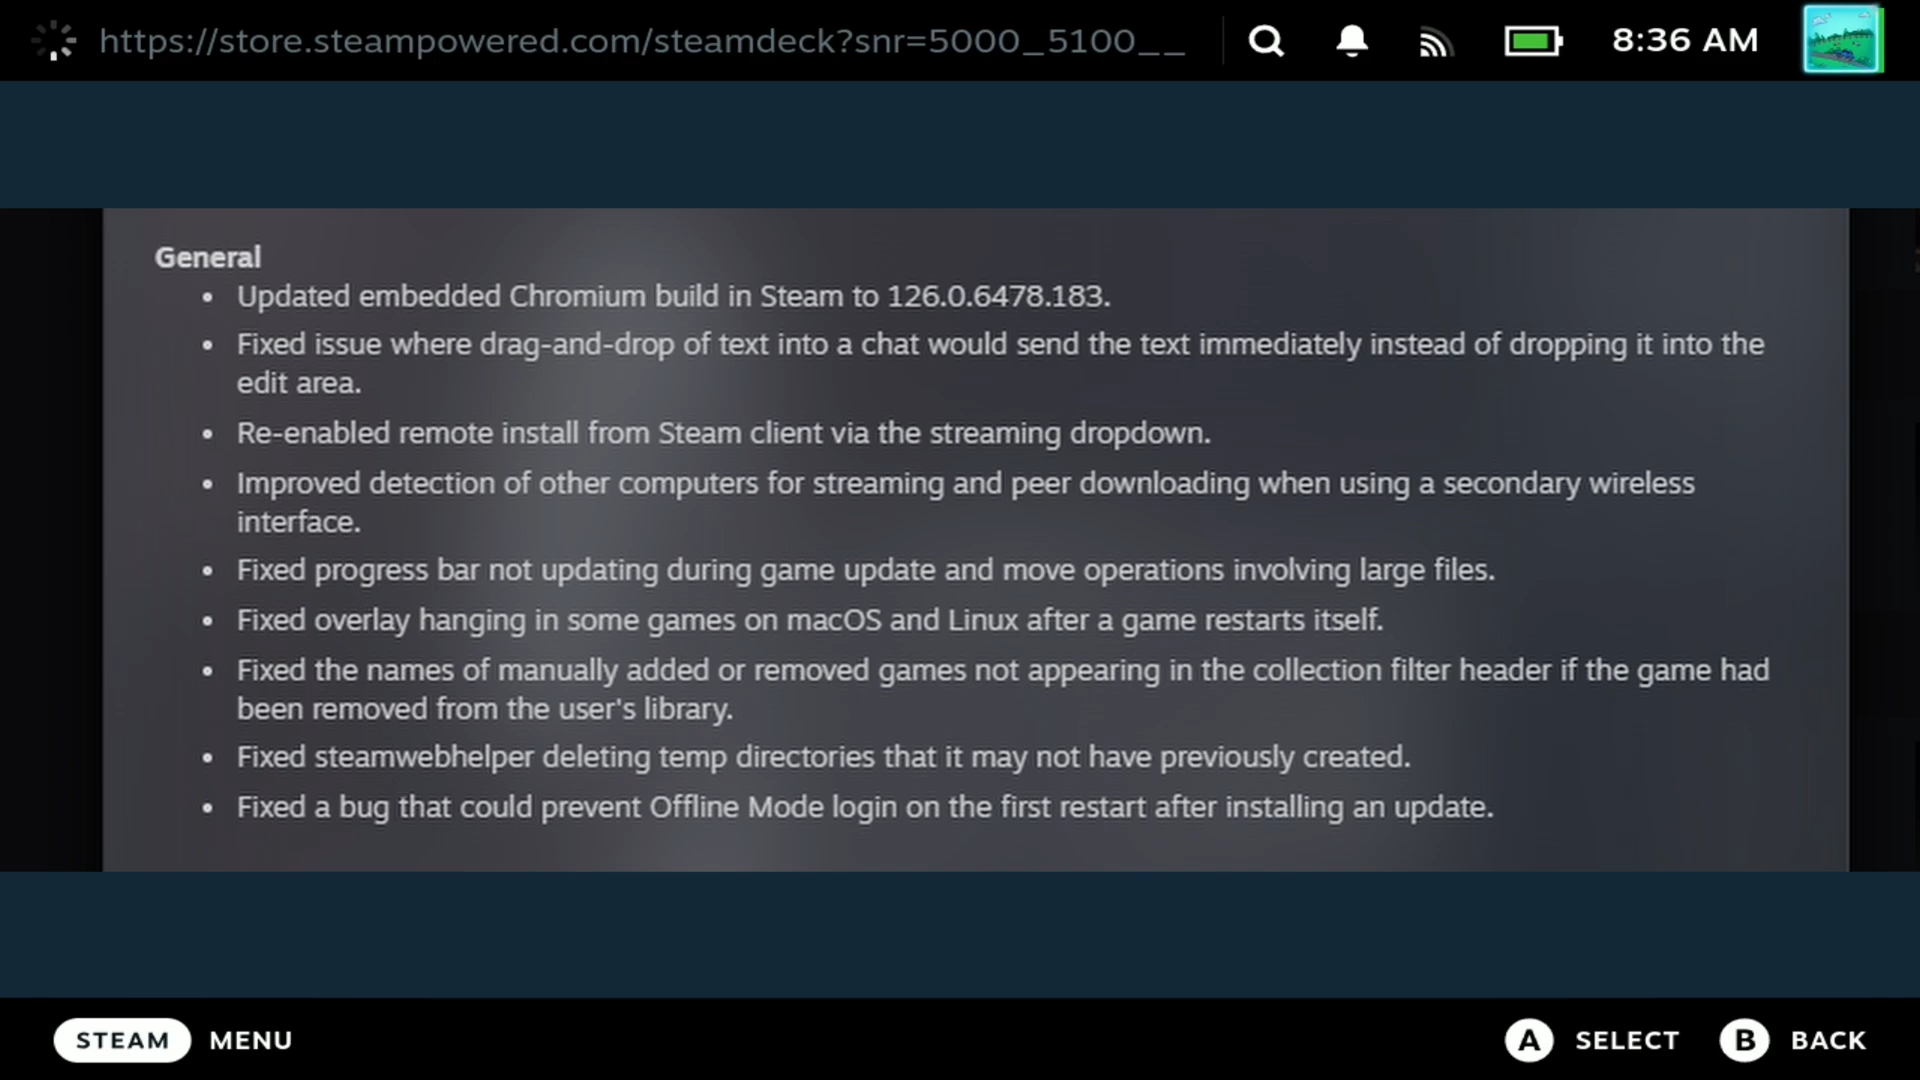 https://store.steampowered.com/steamdeck?snr=5000_5100__
8:36 AM
General
• Updated embedded Chromium build in Steam to 126.0.6478.183.
• Fixed issue where drag-and-drop of text into a chat would send the text immediately instead of dropping it into the
edit area.
• Re-enabled remote install from Steam client via the streaming dropdown.
• Improved detection of other computers for streaming and peer downloading when using a secondary wireless
interface.
• Fixed progress bar not updating during game update and move operations involving large files.
• Fixed overlay hanging in some games on macOS and Linux after a game restarts itself.
• Fixed the names of manually added or removed games not appearing in the collection filter header if the game had
been removed from the user's library.
• Fixed steamwebhelper deleting temp directories that it may not have previously created.
• Fixed a bug that could prevent Offline Mode login on the first restart after installing an update.
STEAM MENU A SELECT B BACK